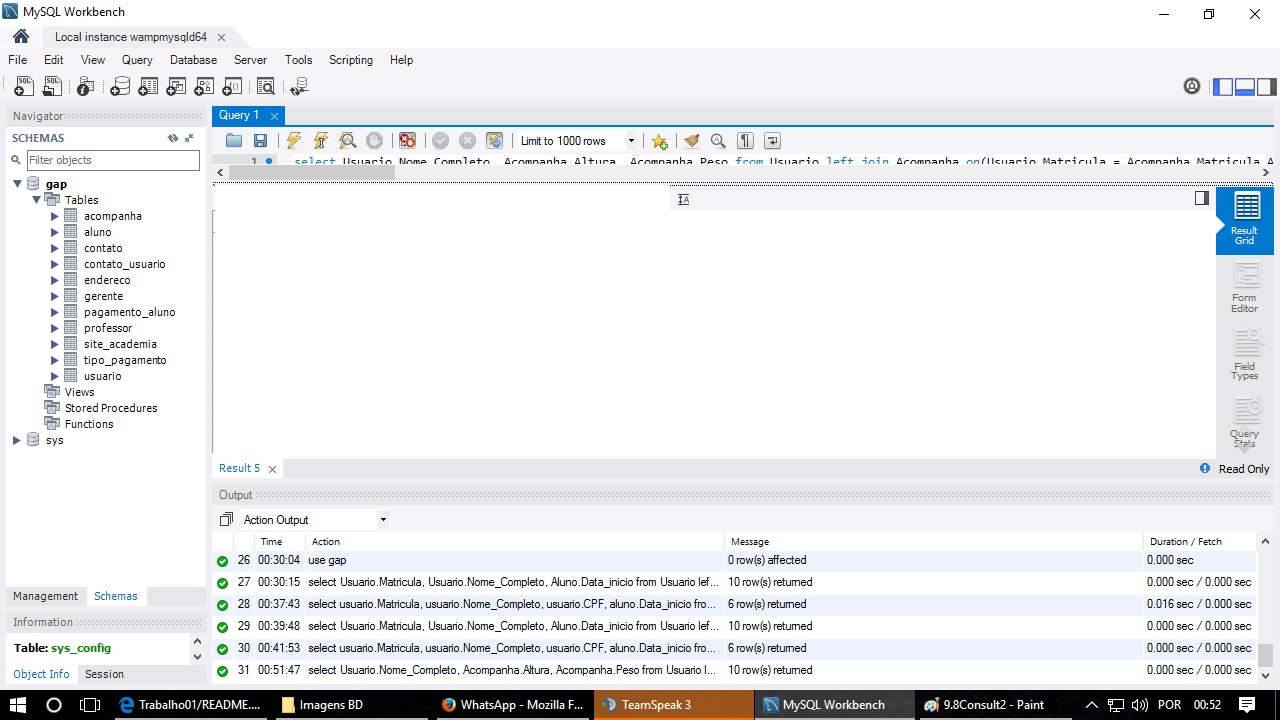 MySQL Workbench
Local instance wampmysqld64
File Edit View Query Database Server Tools Scripting Help
Navigator
SCHEMAS
Filter objects
gap
Tables
acompanha
aluno
contato
contato_usuario
endereco
gerente
pagamento_aluno
professor
site_academia
tipo_pagamento
usuario
Views
Stored Procedures
Functions
sys
Management Schemas
Information
Table: sys_config
Object Info Session
Query 1
Limit to 1000 rows
1 select Usuario.Nome_Completo, Acompanha.Altura, Acompanha.Peso from Usuario left join Acompanha on(Usuario.Matricula = Acompanha.Matricula_A
Result Grid
Form Editor
Field Types
Query Stats
Result 5
Read Only
Output
Action Output
Time Action Message Duration / Fetch
26 00:30:04 use gap 0 row(s) affected 0.000 sec
27 00:30:15 select Usuario.Matricula, Usuario.Nome_Completo, Aluno.Data_inicio from Usuario lef... 10 row(s) returned 0.000 sec / 0.000 sec
28 00:37:43 select usuario.Matricula, usuario.Nome_Completo, usuario.CPF, aluno.Data_inicio fro... 6 row(s) returned 0.016 sec / 0.000 sec
29 00:39:48 select Usuario.Matricula, Usuario.Nome_Completo, Aluno.Data_inicio from Usuario lef... 10 row(s) returned 0.000 sec / 0.000 sec
30 00:41:53 select usuario.Matricula, usuario.Nome_Completo, usuario.CPF, aluno.Data_inicio fro... 6 row(s) returned 0.000 sec / 0.000 sec
31 00:51:47 select Usuario.Nome_Completo, Acompanha.Altura, Acompanha.Peso from Usuario l... 10 row(s) returned 0.000 sec / 0.000 sec
Trabalho01/README.... Imagens BD WhatsApp - Mozilla F... TeamSpeak 3 MySQL Workbench 9.8Consult2 - Paint POR 00:52